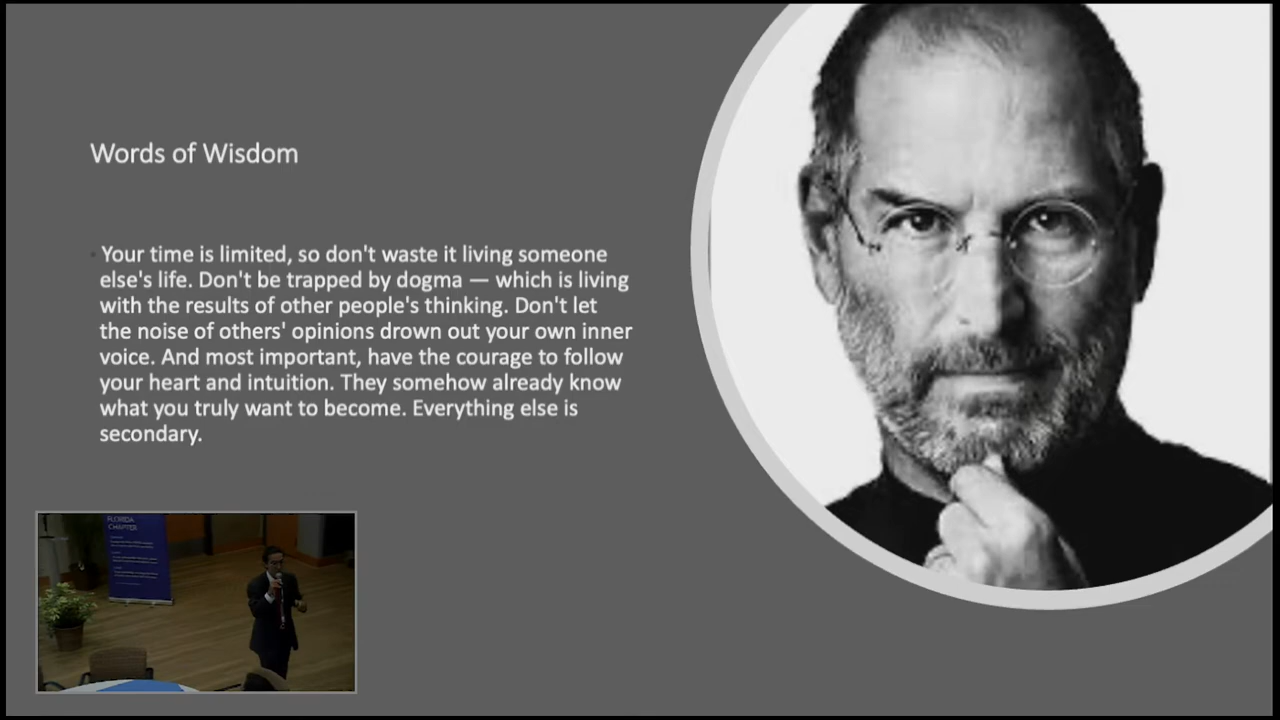 Words of Wisdom
Your time is limited, so don't waste it living someone
else's life. Don't be trapped by dogma — which is living
with the results of other people's thinking. Don't let
the noise of others' opinions drown out your own inner
voice. And most important, have the courage to follow
your heart and intuition. They somehow already know
what you truly want to become. Everything else is
secondary.
FLORIDA
CHAPTER